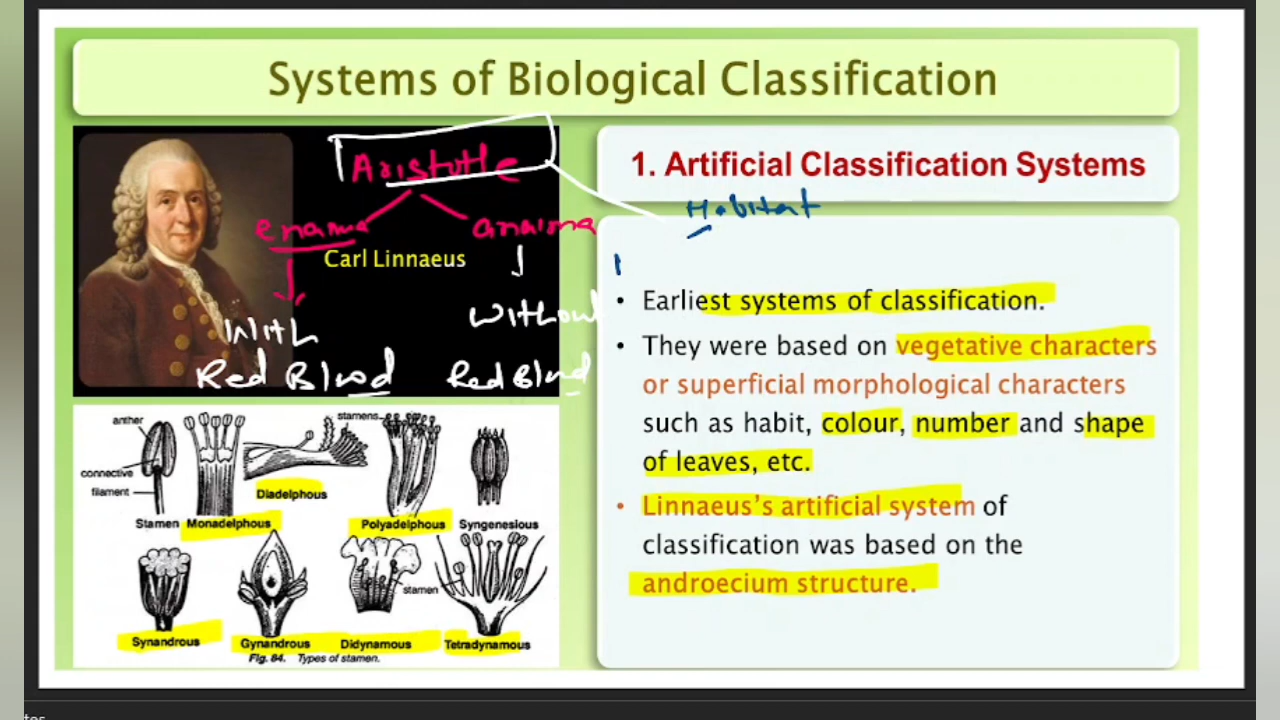 Systems of Biological Classification
Aristotle
enama
anaima
Carl Linnaeus
With
Red Blood
Without
Red Blud
1. Artificial Classification Systems
Habitat
• Earliest systems of classification.
• They were based on vegetative characters
or superficial morphological characters
such as habit, colour, number and shape
of leaves, etc.
• Linnaeus's artificial system of
classification was based on the
androecium structure.
anther
connective
filament
stamens
Diadelphous
Stamen Monadelphous
Polyadelphous Syngenesious
stamen
Synandrous Gynandrous Didynamous Tetradynamous
Fig. 84. Types of stamen.